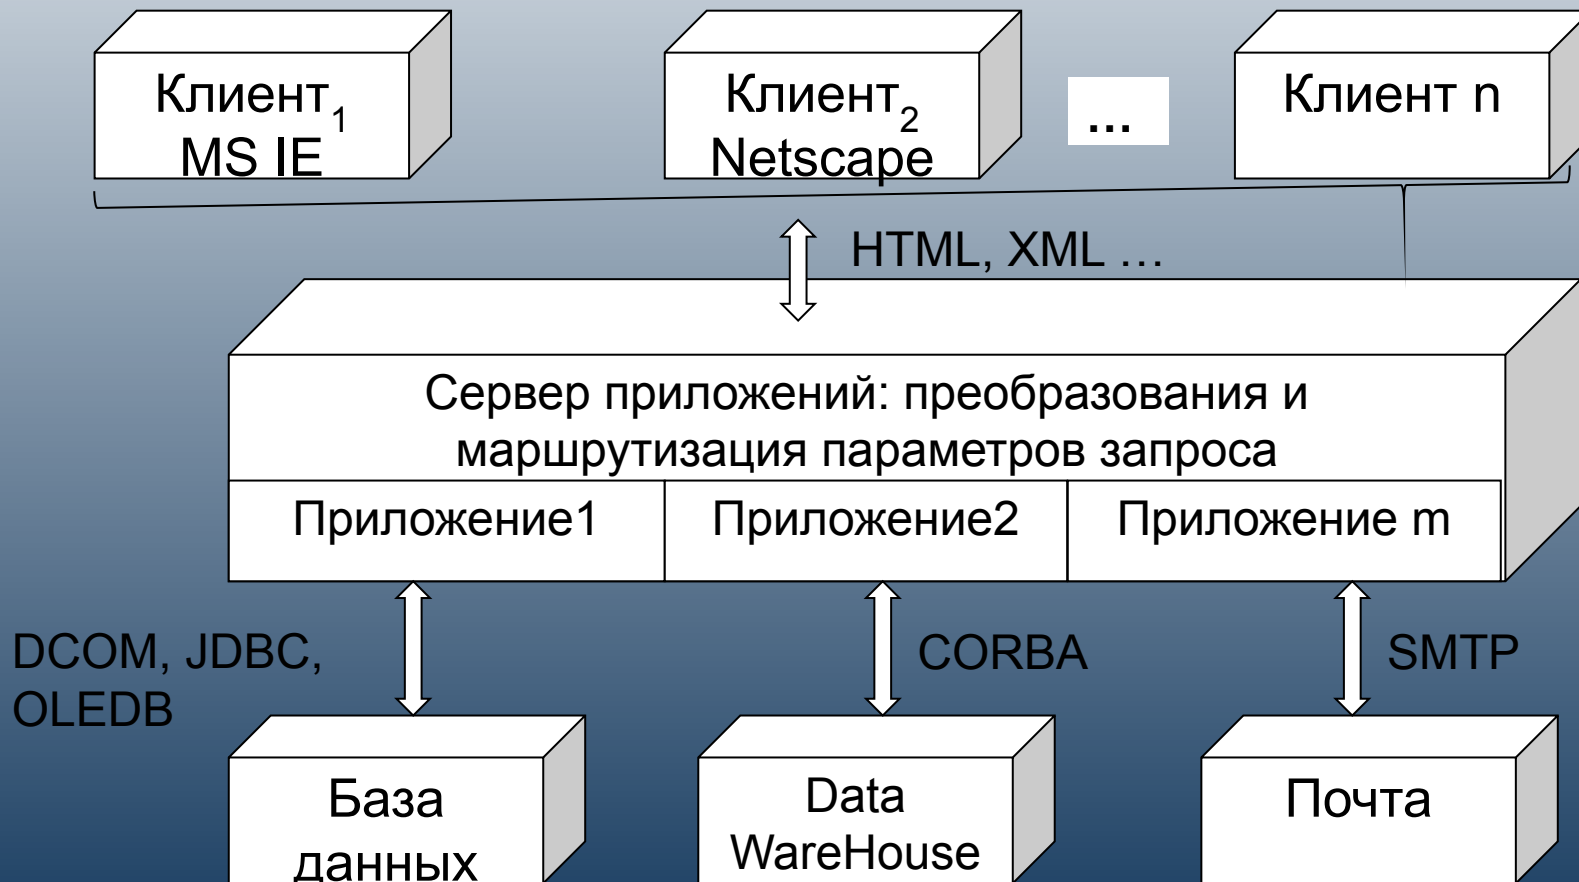 Клиент1
MS IE
Клиент2
Netscape
...
Клиент n
HTML, XML …
Сервер приложений: преобразования и
маршрутизация параметров запроса
Приложение1
Приложение2
Приложение m
DCOM, JDBC,
OLEDB
CORBA
SMTP
База
данных
Data
WareHouse
Почта